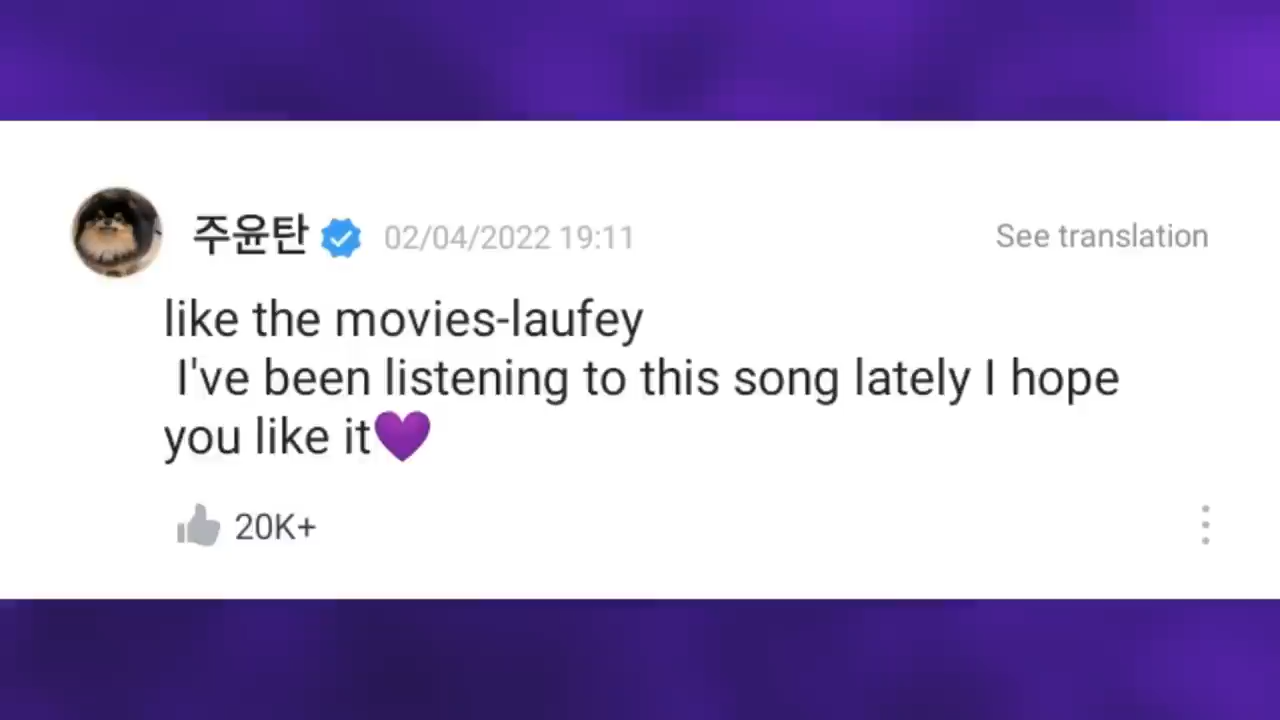 주윤탄 02/04/2022 19:11 See translation
like the movies-laufey
I've been listening to this song lately I hope
you like it💜
20K+